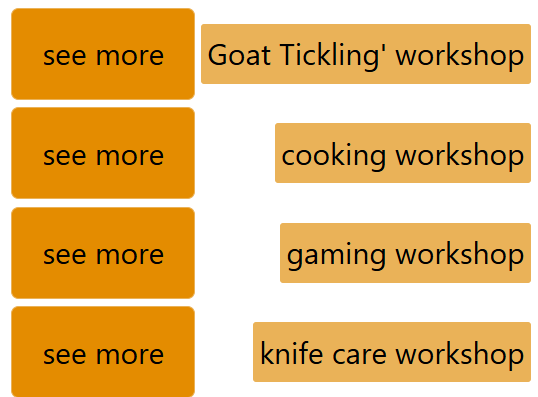 see more Goat Tickling' workshop
see more cooking workshop
see more gaming workshop
see more knife care workshop